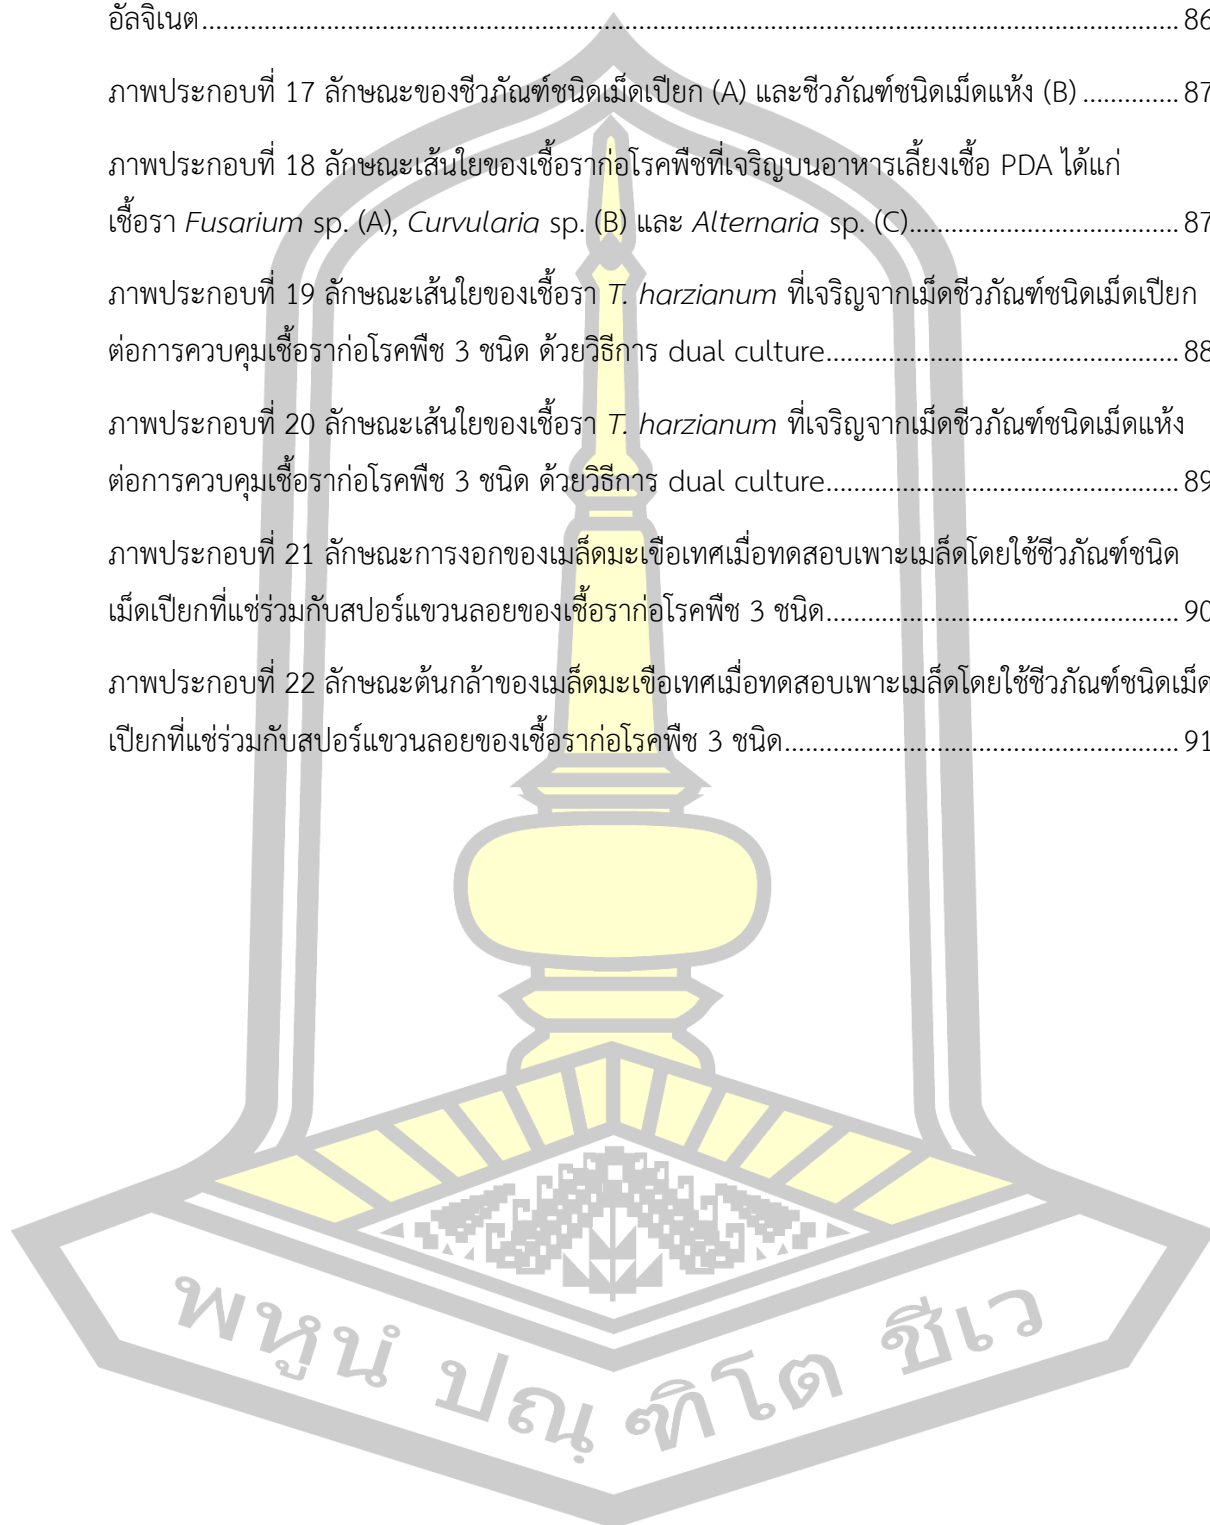 อัลจิเนต.......................................................................................................................................................... 86
ภาพประกอบที่ 17 ลักษณะของชีวภัณฑ์ชนิดเม็ดเปียก (A) และชีวภัณฑ์ชนิดเม็ดแห้ง (B) .............. 87
ภาพประกอบที่ 18 ลักษณะเส้นใยของเชื้อราก่อโรคพืชที่เจริญบนอาหารเลี้ยงเชื้อ PDA ได้แก่
เชื้อรา Fusarium sp. (A), Curvularia sp. (B) และ Alternaria sp. (C)......................................... 87
ภาพประกอบที่ 19 ลักษณะเส้นใยของเชื้อรา T. harzianum ที่เจริญจากเม็ดชีวภัณฑ์ชนิดเม็ดเปียก
ต่อการควบคุมเชื้อราก่อโรคพืช 3 ชนิด ด้วยวิธีการ dual culture...................................................... 88
ภาพประกอบที่ 20 ลักษณะเส้นใยของเชื้อรา T. harzianum ที่เจริญจากเม็ดชีวภัณฑ์ชนิดเม็ดแห้ง
ต่อการควบคุมเชื้อราก่อโรคพืช 3 ชนิด ด้วยวิธีการ dual culture...................................................... 89
ภาพประกอบที่ 21 ลักษณะการงอกของเมล็ดมะเขือเทศเมื่อทดสอบเพาะเมล็ดโดยใช้ชีวภัณฑ์ชนิด
เม็ดเปียกที่แช่ร่วมกับสปอร์แขวนลอยของเชื้อราก่อโรคพืช 3 ชนิด...................................................... 90
ภาพประกอบที่ 22 ลักษณะต้นกล้าของเมล็ดมะเขือเทศเมื่อทดสอบเพาะเมล็ดโดยใช้ชีวภัณฑ์ชนิดเม็ด
เปียกที่แช่ร่วมกับสปอร์แขวนลอยของเชื้อราก่อโรคพืช 3 ชนิด............................................................ 91
พหูนํ ปณฺฑิโต ชีเว